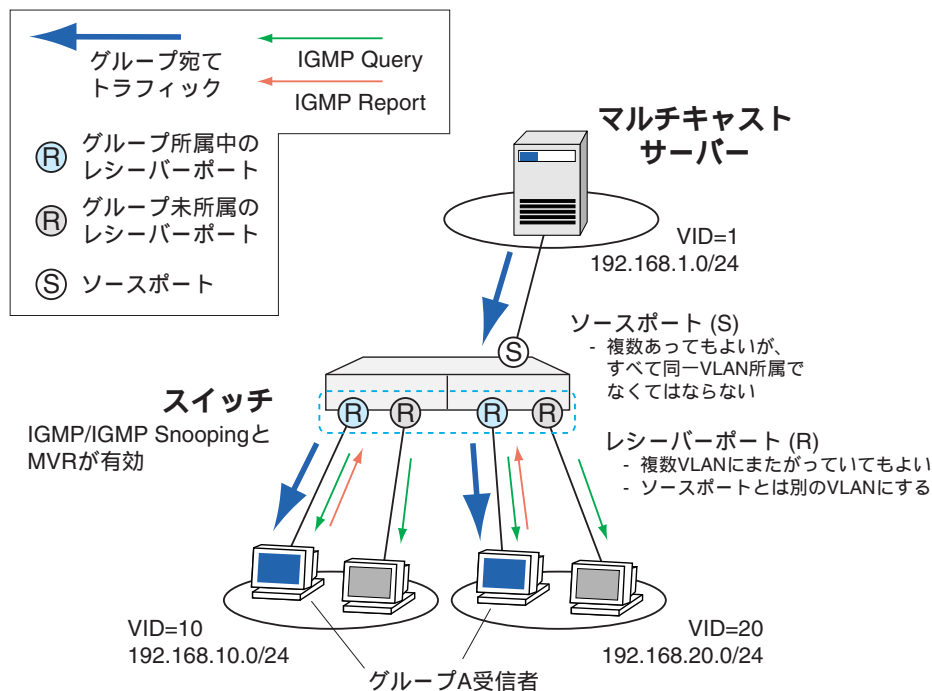 グループ宛て
トラフィック
IGMP Query
IGMP Report
R
グループ所属中の
レシーバーポート
R
グループ未所属の
レシーバーポート
S
ソースポート
マルチキャスト
サーバー
VID=1
192.168.1.0/24
S
ソースポート (S)
- 複数あってもよいが、
すべて同一VLAN所属で
なくてはならない
スイッチ
IGMP/IGMP Snoopingと
MVRが有効
R
R
R
R
レシーバーポート (R)
- 複数VLANにまたがっていてもよい
- ソースポートとは別のVLANにする
VID=10
192.168.10.0/24
VID=20
192.168.20.0/24
グループA受信者